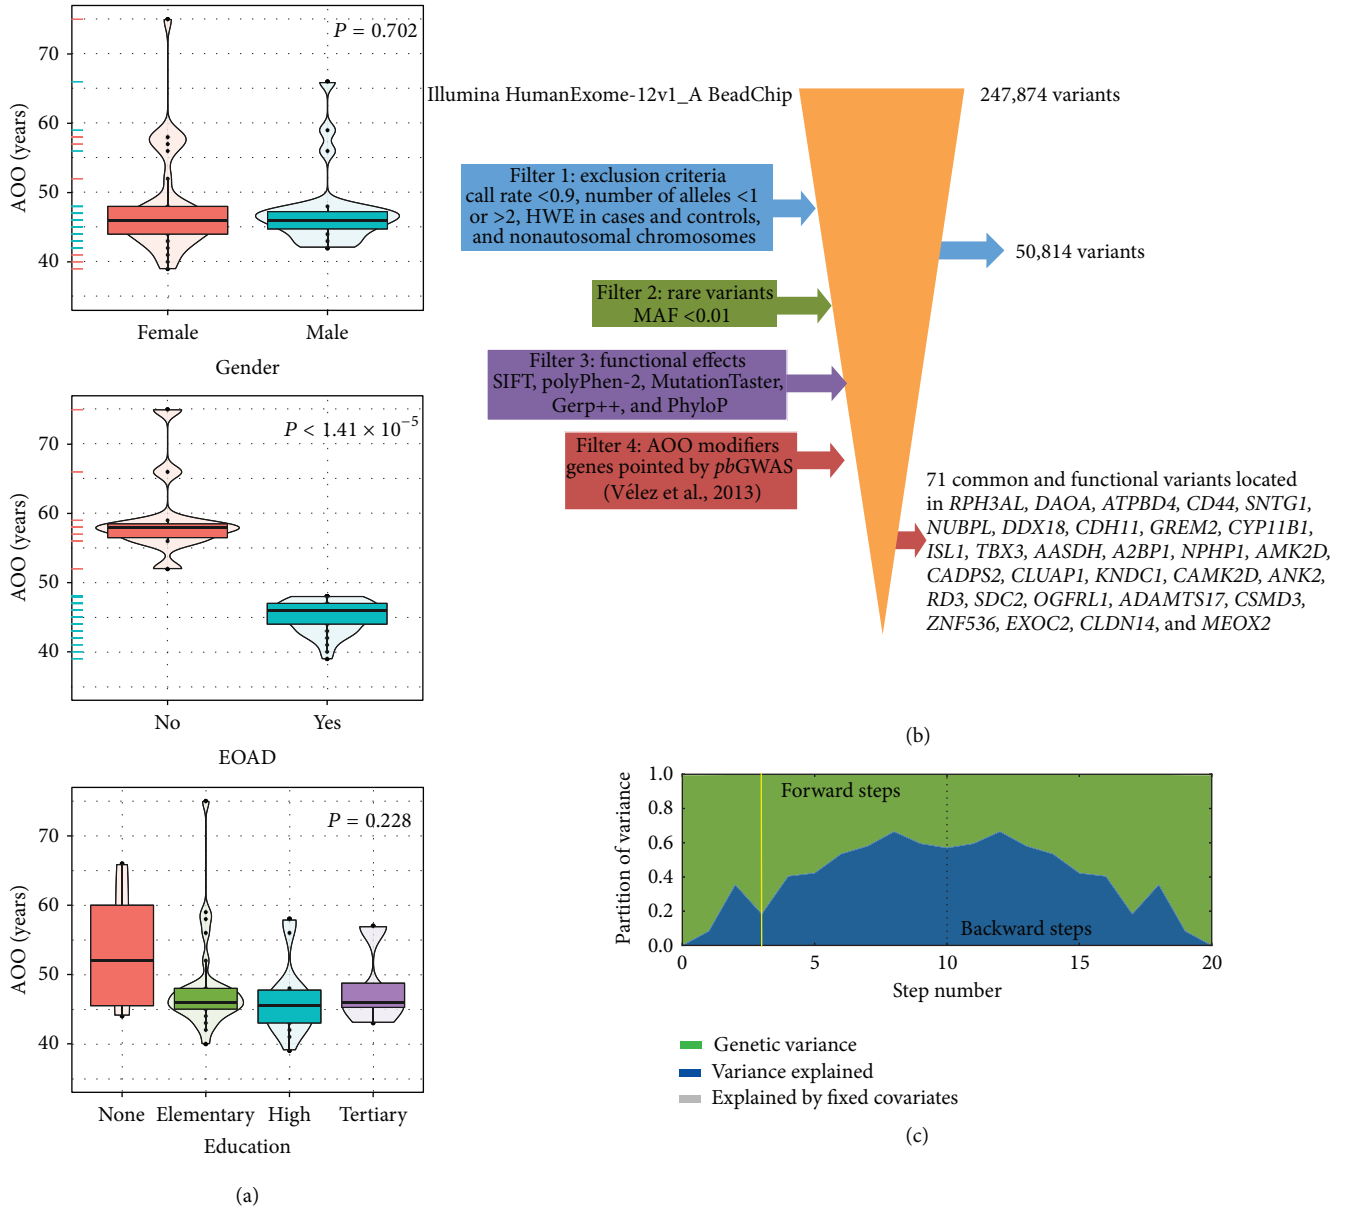 P = 0.702
70
60
50
40
AOO (years)
Female
Male
Gender
P < 1.41 × 10⁻⁵
70
60
50
40
AOO (years)
No
Yes
EOAD
P = 0.228
70
60
50
40
AOO (years)
None
Elementary
High
Tertiary
Education
(a)
Illumina HumanExome-12v1_A BeadChip
247,874 variants
Filter 1: exclusion criteria
call rate <0.9, number of alleles <1
or >2, HWE in cases and controls,
and nonautosomal chromosomes
50,814 variants
Filter 2: rare variants
MAF <0.01
Filter 3: functional effects
SIFT, polyPhen-2, MutationTaster,
Gerp++, and PhyloP
Filter 4: AOO modifiers
genes pointed by pbGWAS
(Vélez et al., 2013)
71 common and functional variants located
in RPH3AL, DAOA, ATPBD4, CD44, SNTG1,
NUBPL, DDX18, CDH11, GREM2, CYP11B1,
ISL1, TBX3, AASDH, A2BP1, NPHP1, AMK2D,
CADPS2, CLUAP1, KNDC1, CAMK2D, ANK2,
RD3, SDC2, OGFRL1, ADAMTS17, CSMD3,
ZNF536, EXOC2, CLDN14, and MEOX2
(b)
1.0
0.8
0.6
0.4
0.2
0.0
Partition of variance
Forward steps
Backward steps
0
5
10
15
20
Step number
Genetic variance
Variance explained
Explained by fixed covariates
(c)